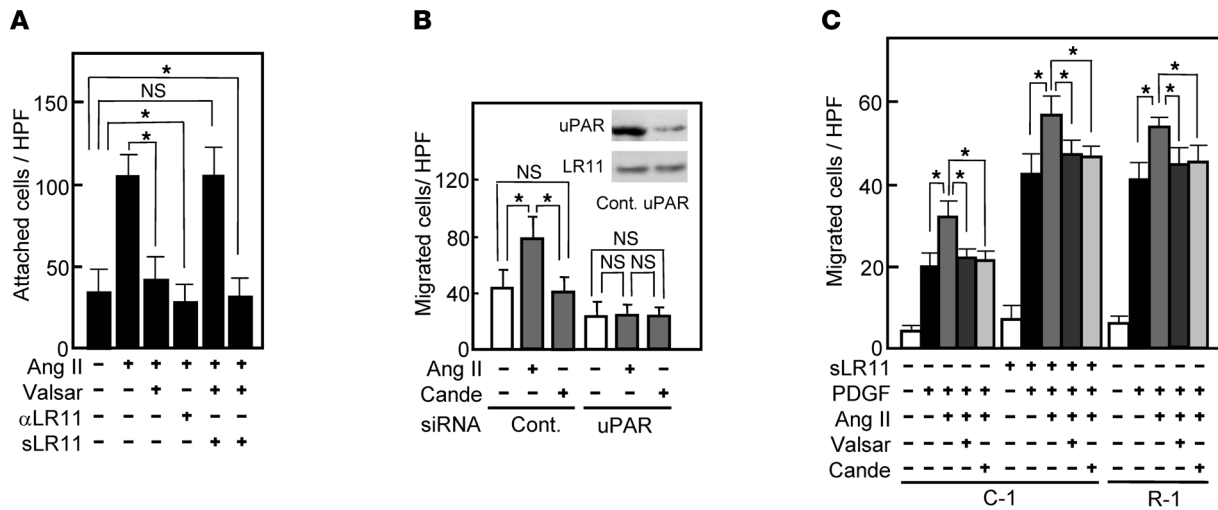 A
Attached cells / HPF
150
100
50
0
*
NS
*
*
Ang II – + + + + +
Valsar – – + – + +
αLR11 – – – + – –
sLR11 – – – – + +
B
Migrated cells/ HPF
120
80
40
0
uPAR
LR11
Cont. uPAR
NS
* *
NS
NS NS
Ang II – + – – + –
Cande – – + – – +
siRNA Cont. uPAR
C
Migrated cells / HPF
60
40
20
0
* * *
* * *
* * *
sLR11 – – – – – + + + + + – – – – –
PDGF – + + + + – + + + + – + + + +
Ang II – – + + + – – + + + – – + + +
Valsar – – – + – – – – + – – – – + –
Cande – – – – + – – – – + – – – – +
C-1 R-1